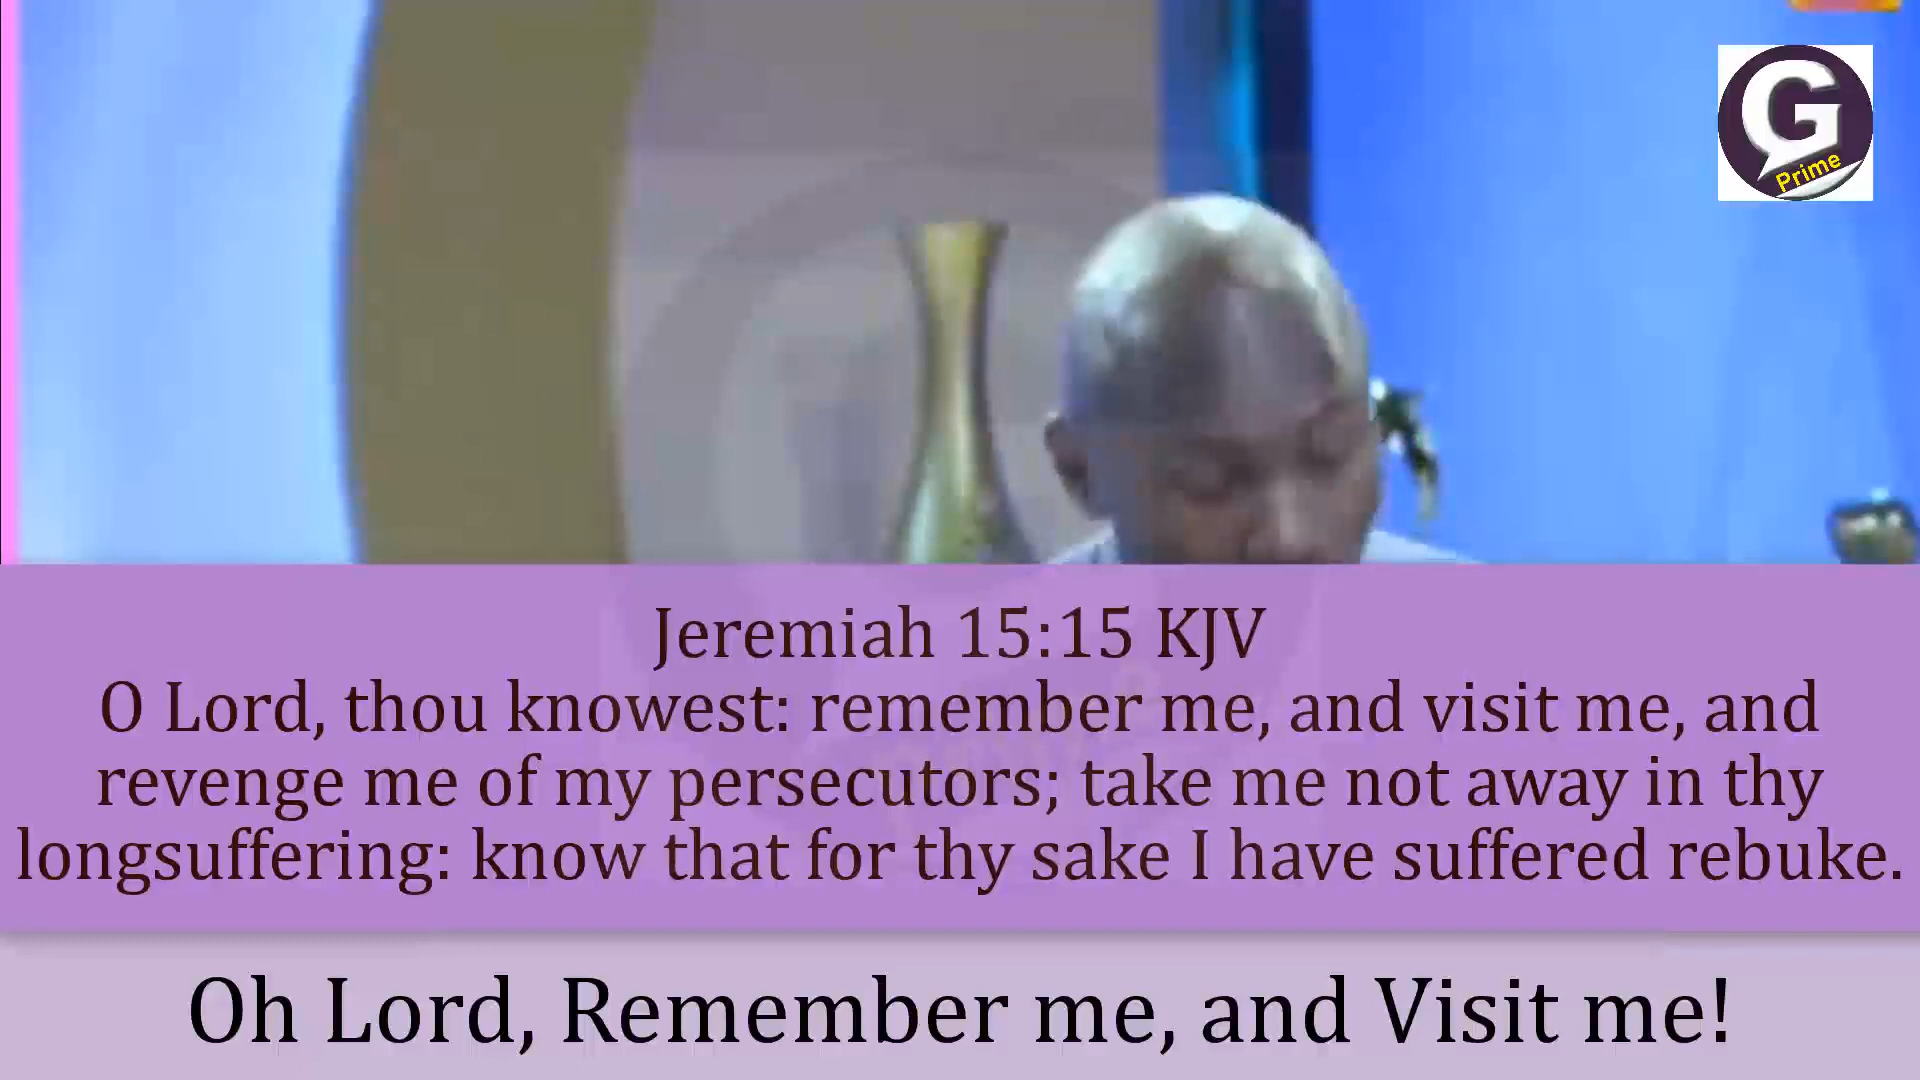 G
Prime
Jeremiah 15:15 KJV
O Lord, thou knowest: remember me, and visit me, and
revenge me of my persecutors; take me not away in thy
longsuffering: know that for thy sake I have suffered rebuke.
Oh Lord, Remember me, and Visit me!